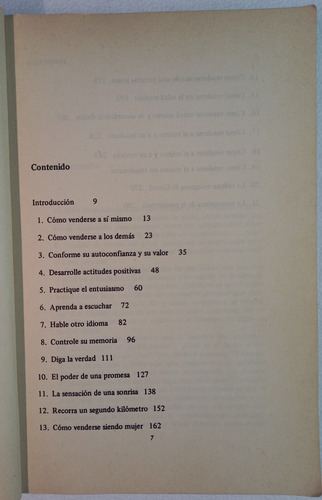 Contenido
Introducción 9
1. Cómo venderse a sí mismo 13
2. Cómo venderse a los demás 23
3. Conforme su autoconfianza y su valor 35
4. Desarrolle actitudes positivas 48
5. Practique el entusiasmo 60
6. Aprenda a escuchar 72
7. Hable otro idioma 82
8. Controle su memoria 96
9. Diga la verdad 111
10. El poder de una promesa 127
11. La sensación de una sonrisa 138
12. Recorra un segundo kilómetro 152
13. Cómo venderse siendo mujer 162
7